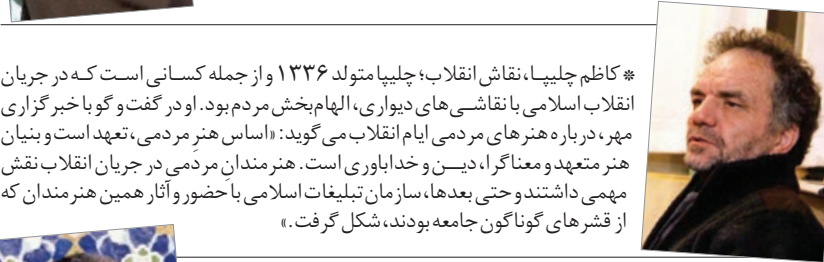 * کاظم چلیپا، نقاش انقلاب؛ چلیپا متولد ۱۳۳۶ و از جمله کسانی است که در جریان
انقلاب اسلامی با نقاشی‌های دیواری، الهام‌بخش مردم بود. او در گفت و گو با خبرگزاری
مهر، درباره هنرهای مردمی ایام انقلاب می‌گوید: «اساس هنرِ مردمی، تعهد است و بنیان
هنر متعهد و معناگرا، دین و خداباوری است. هنرمندانِ مردمی در جریان انقلاب نقش
مهمی داشتند و حتی بعدها، سازمان تبلیغات اسلامی با حضور و آثار همین هنرمندان که
از قشرهای گوناگون جامعه بودند، شکل گرفت.»